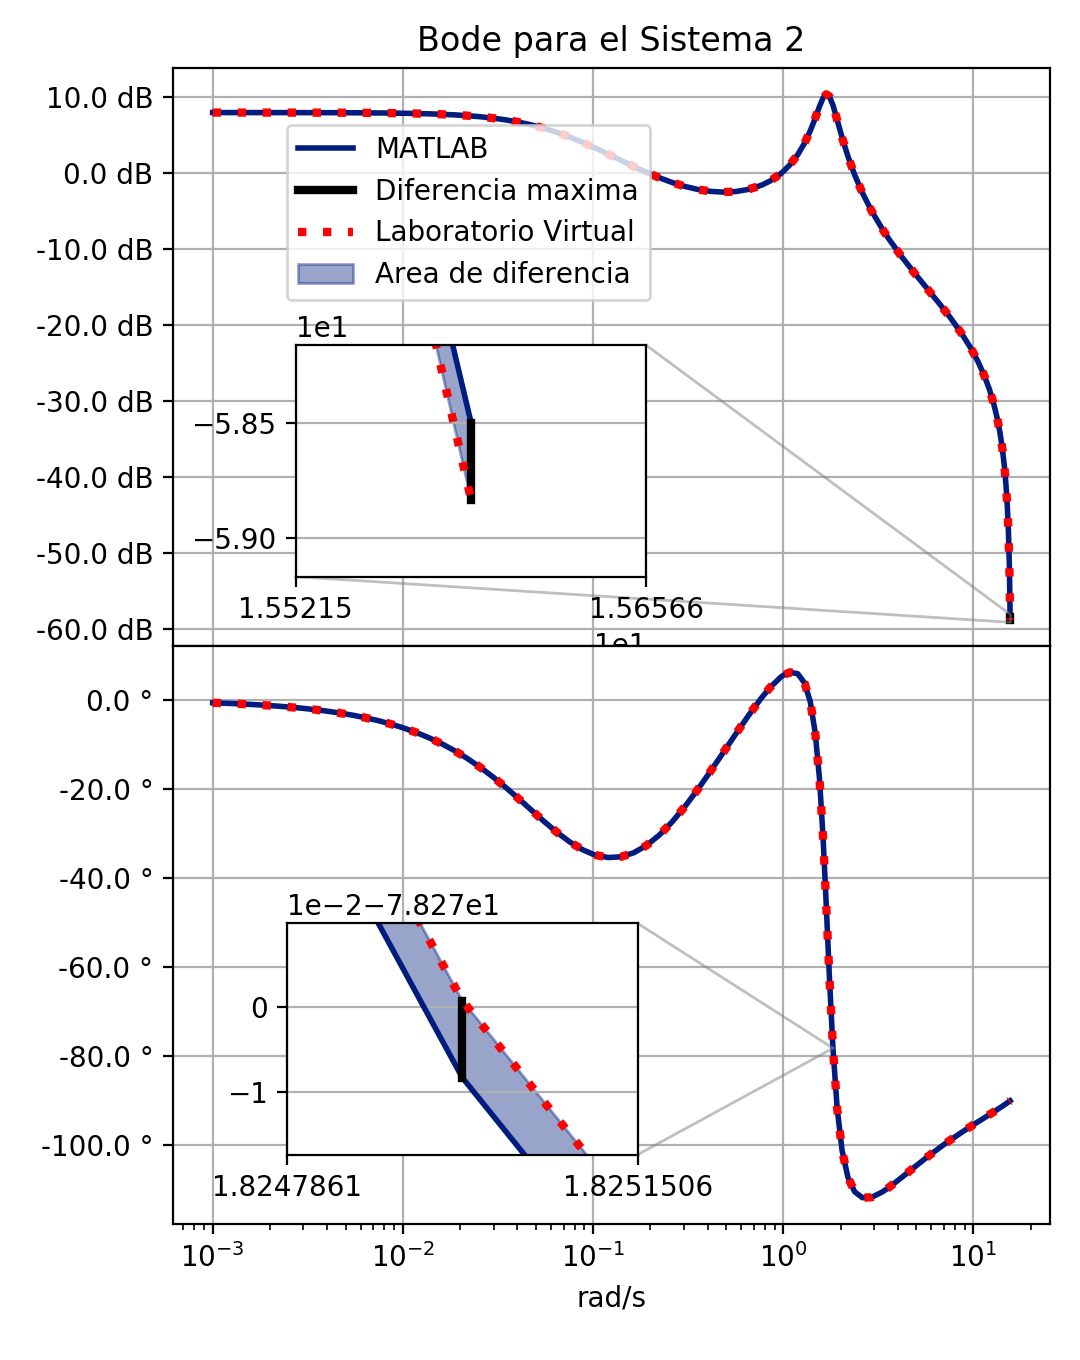 Bode para el Sistema 2
10.0 dB
0.0 dB
-10.0 dB
-20.0 dB
-30.0 dB
-40.0 dB
-50.0 dB
-60.0 dB
MATLAB
Diferencia maxima
Laboratorio Virtual
Area de diferencia
1e1
−5.85
−5.90
1.55215
1.56566
1e1
0.0 °
-20.0 °
-40.0 °
-60.0 °
-80.0 °
-100.0 °
1e−2−7.827e1
0
−1
1.8247861
1.8251506
10⁻³
10⁻²
10⁻¹
10⁰
10¹
rad/s